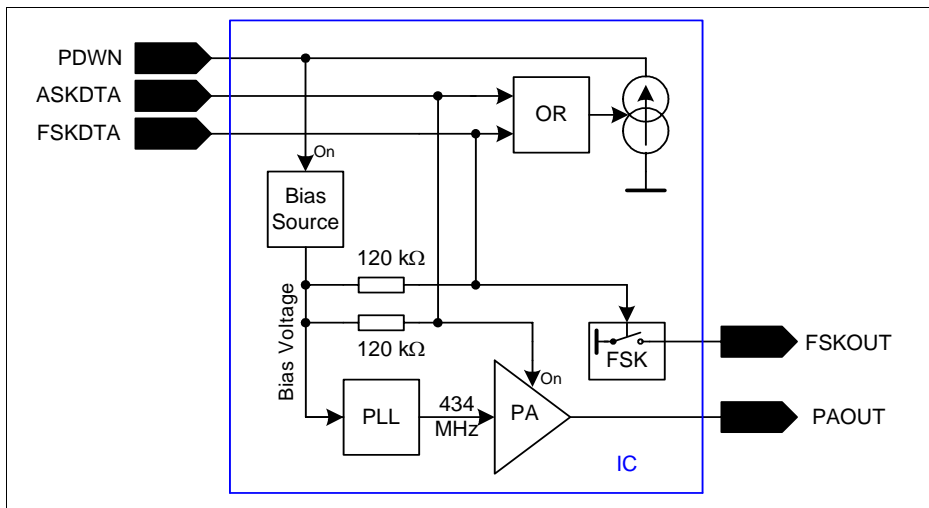 PDWN
ASKDTA
FSKDTA
OR
On
Bias
Source
120 kΩ
120 kΩ
Bias Voltage
FSK
FSKOUT
On
PLL
434
MHz
PA
PAOUT
IC